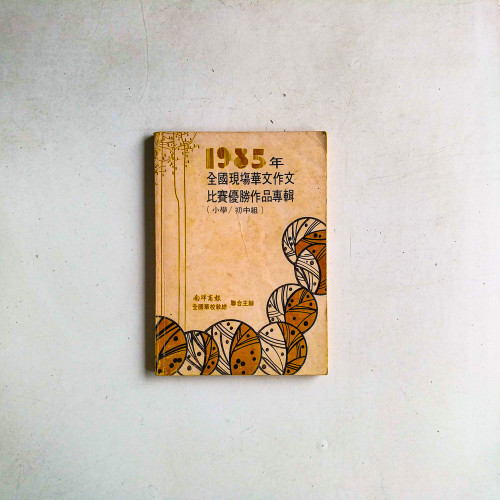 1985年
全國現場華文作文
比賽優勝作品專輯
(小學/初中組)
南洋商報
全國華校敎總
聯合主辦